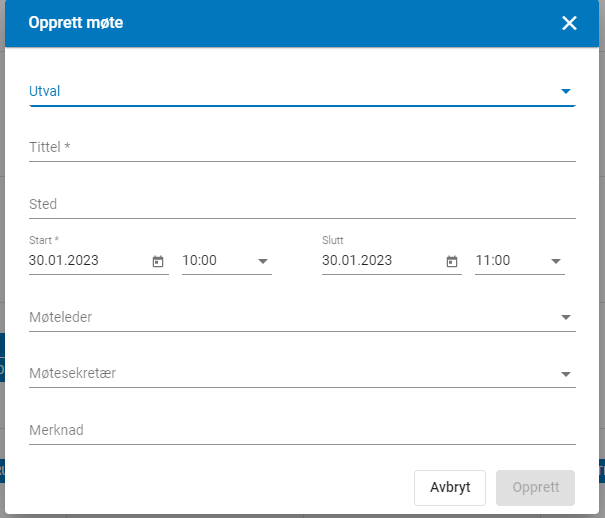 Opprett møte
Utval
Tittel *
Sted
Start * Slutt
30.01.2023 10:00 30.01.2023 11:00
Møteleder
Møtesekretær
Merknad
Avbryt Opprett